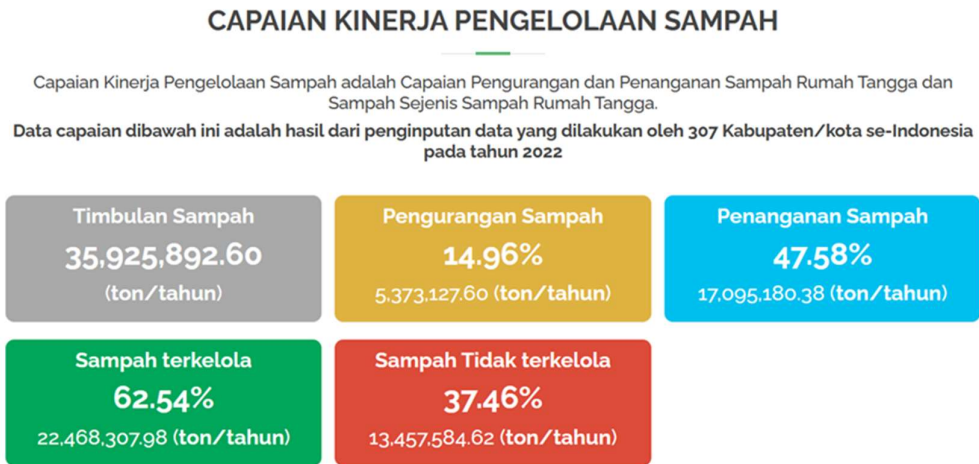 CAPAIAN KINERJA PENGELOLAAN SAMPAH
Capaian Kinerja Pengelolaan Sampah adalah Capaian Pengurangan dan Penanganan Sampah Rumah Tangga dan
Sampah Sejenis Sampah Rumah Tangga.
Data capaian dibawah ini adalah hasil dari penginputan data yang dilakukan oleh 307 Kabupaten/kota se-Indonesia
pada tahun 2022
Timbulan Sampah
35,925,892.60
(ton/tahun)
Pengurangan Sampah
14.96%
5,373,127.60 (ton/tahun)
Penanganan Sampah
47.58%
17,095,180.38 (ton/tahun)
Sampah terkelola
62.54%
22,468,307.98 (ton/tahun)
Sampah Tidak terkelola
37.46%
13,457,584.62 (ton/tahun)